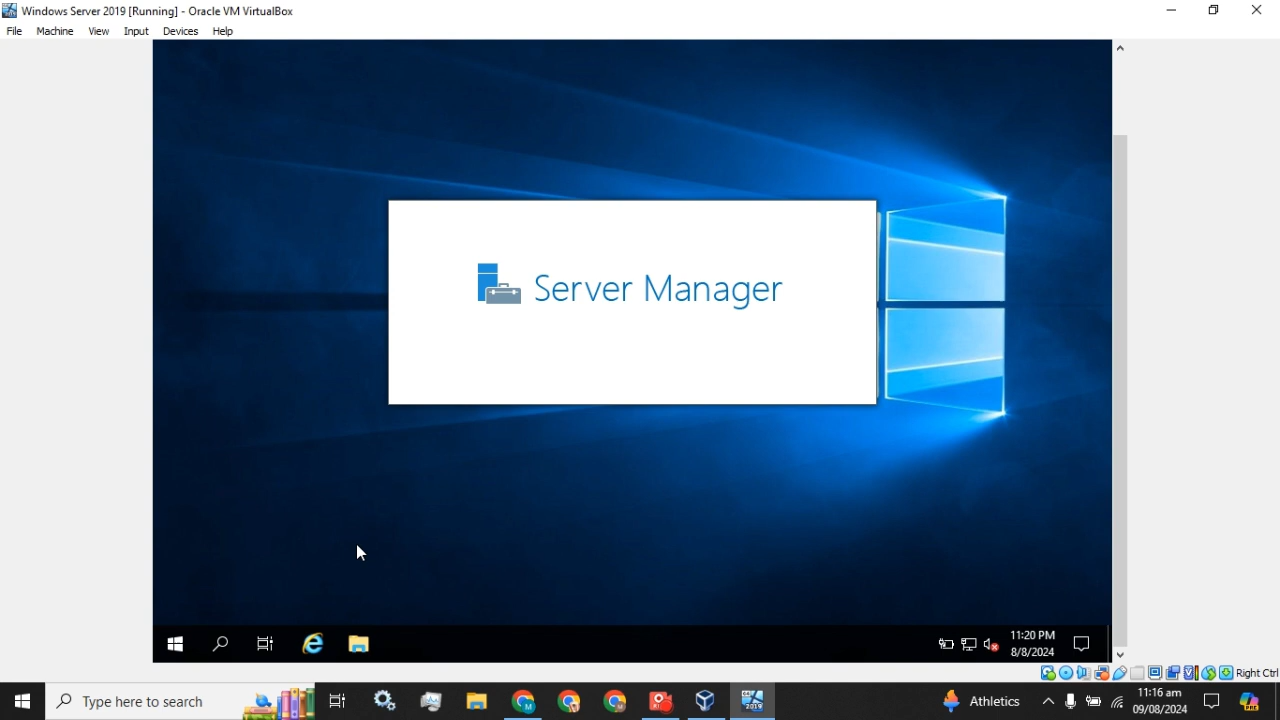 Windows Server 2019 [Running] - Oracle VM VirtualBox
File Machine View Input Devices Help
Server Manager
11:20 PM
8/8/2024
Right Ctrl
Type here to search
2019
Athletics
11:16 am
09/08/2024